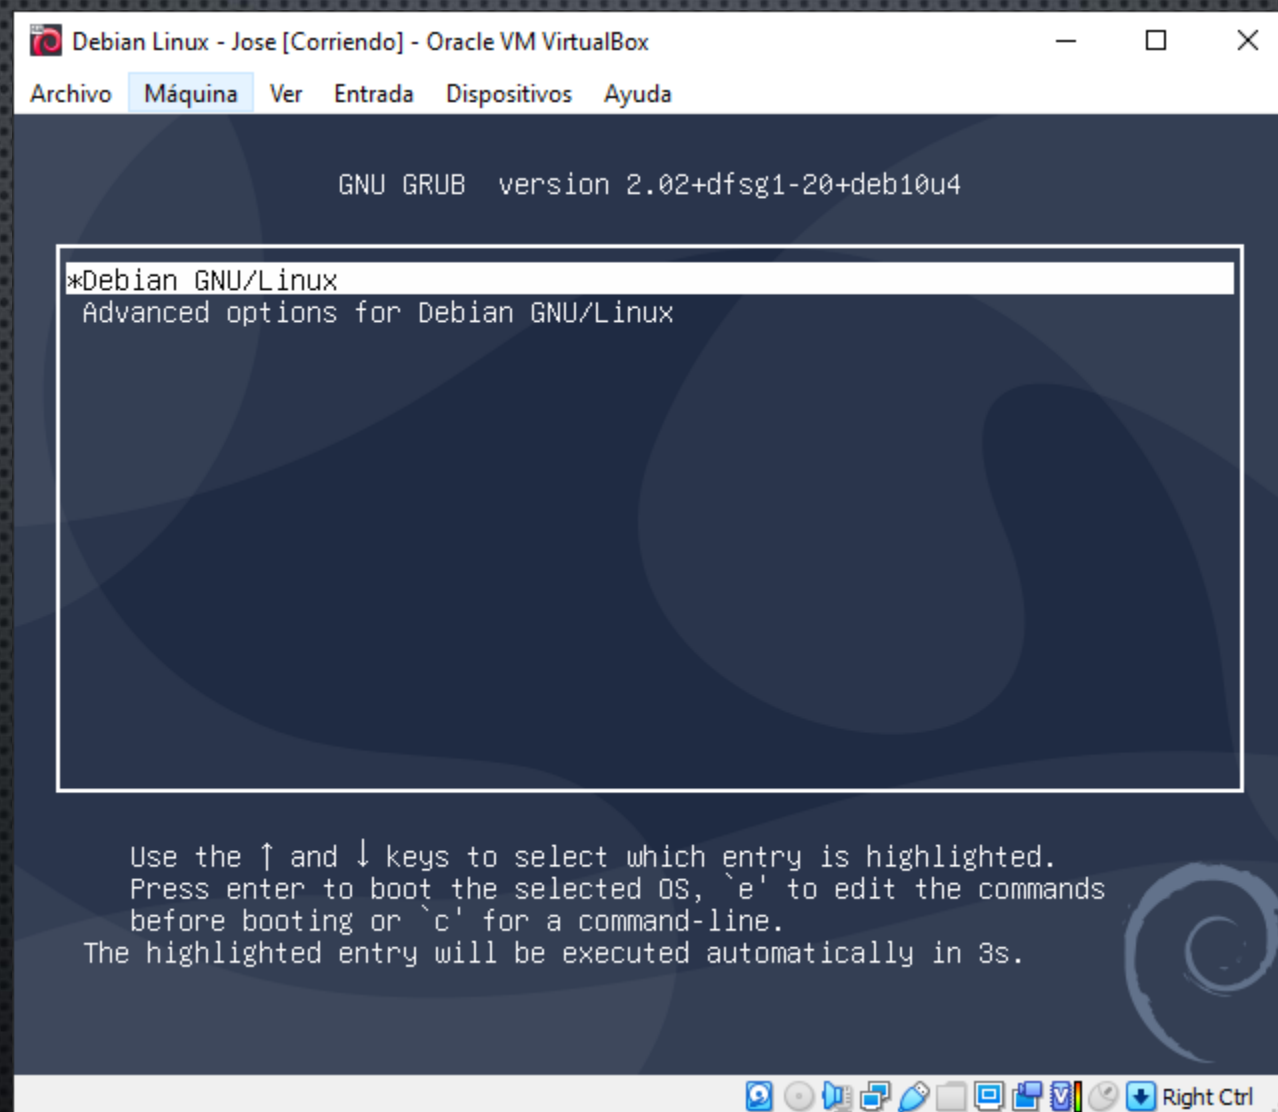 Debian Linux - Jose [Corriendo] - Oracle VM VirtualBox
Archivo Máquina Ver Entrada Dispositivos Ayuda
GNU GRUB  version 2.02+dfsg1-20+deb10u4
*Debian GNU/Linux
Advanced options for Debian GNU/Linux
Use the ↑ and ↓ keys to select which entry is highlighted.
Press enter to boot the selected OS, `e' to edit the commands
before booting or `c' for a command-line.
The highlighted entry will be executed automatically in 3s.
Right Ctrl